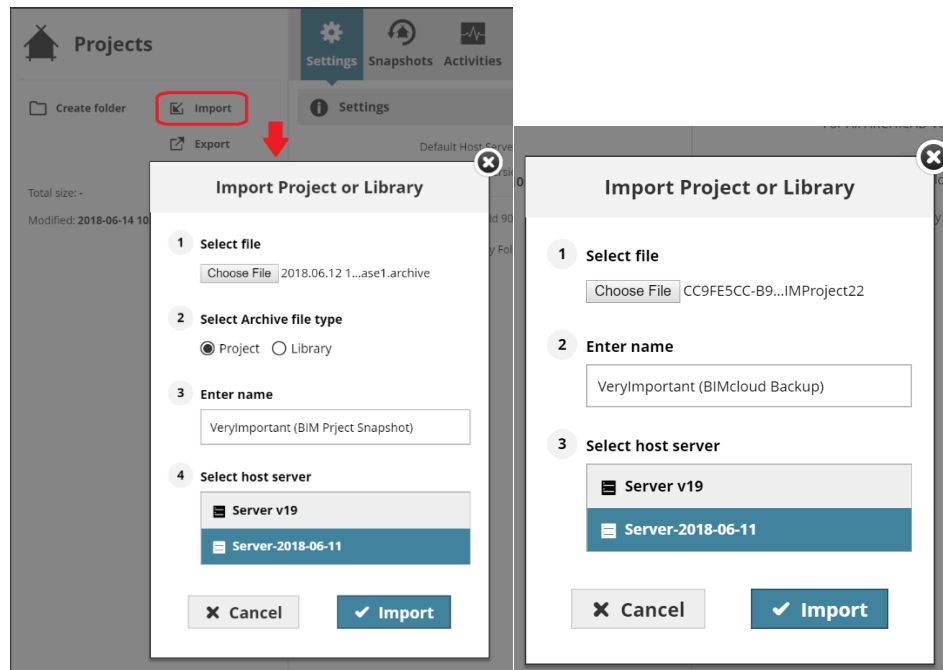 Projects
Settings
Snapshots
Activities
Create folder
Import
Settings
Export
Default Host Serve
Total size: -
Modified: 2018-06-14 10
Import Project or Library
1 Select file
Choose File 2018.06.12 1...ase1.archive
2 Select Archive file type
Project Library
3 Enter name
VeryImportant (BIM Prject Snapshot)
4 Select host server
Server v19
Server-2018-06-11
Cancel Import
ld 90
y Fol
Import Project or Library
1 Select file
Choose File CC9FE5CC-B9...IMProject22
2 Enter name
VeryImportant (BIMcloud Backup)
3 Select host server
Server v19
Server-2018-06-11
Cancel Import